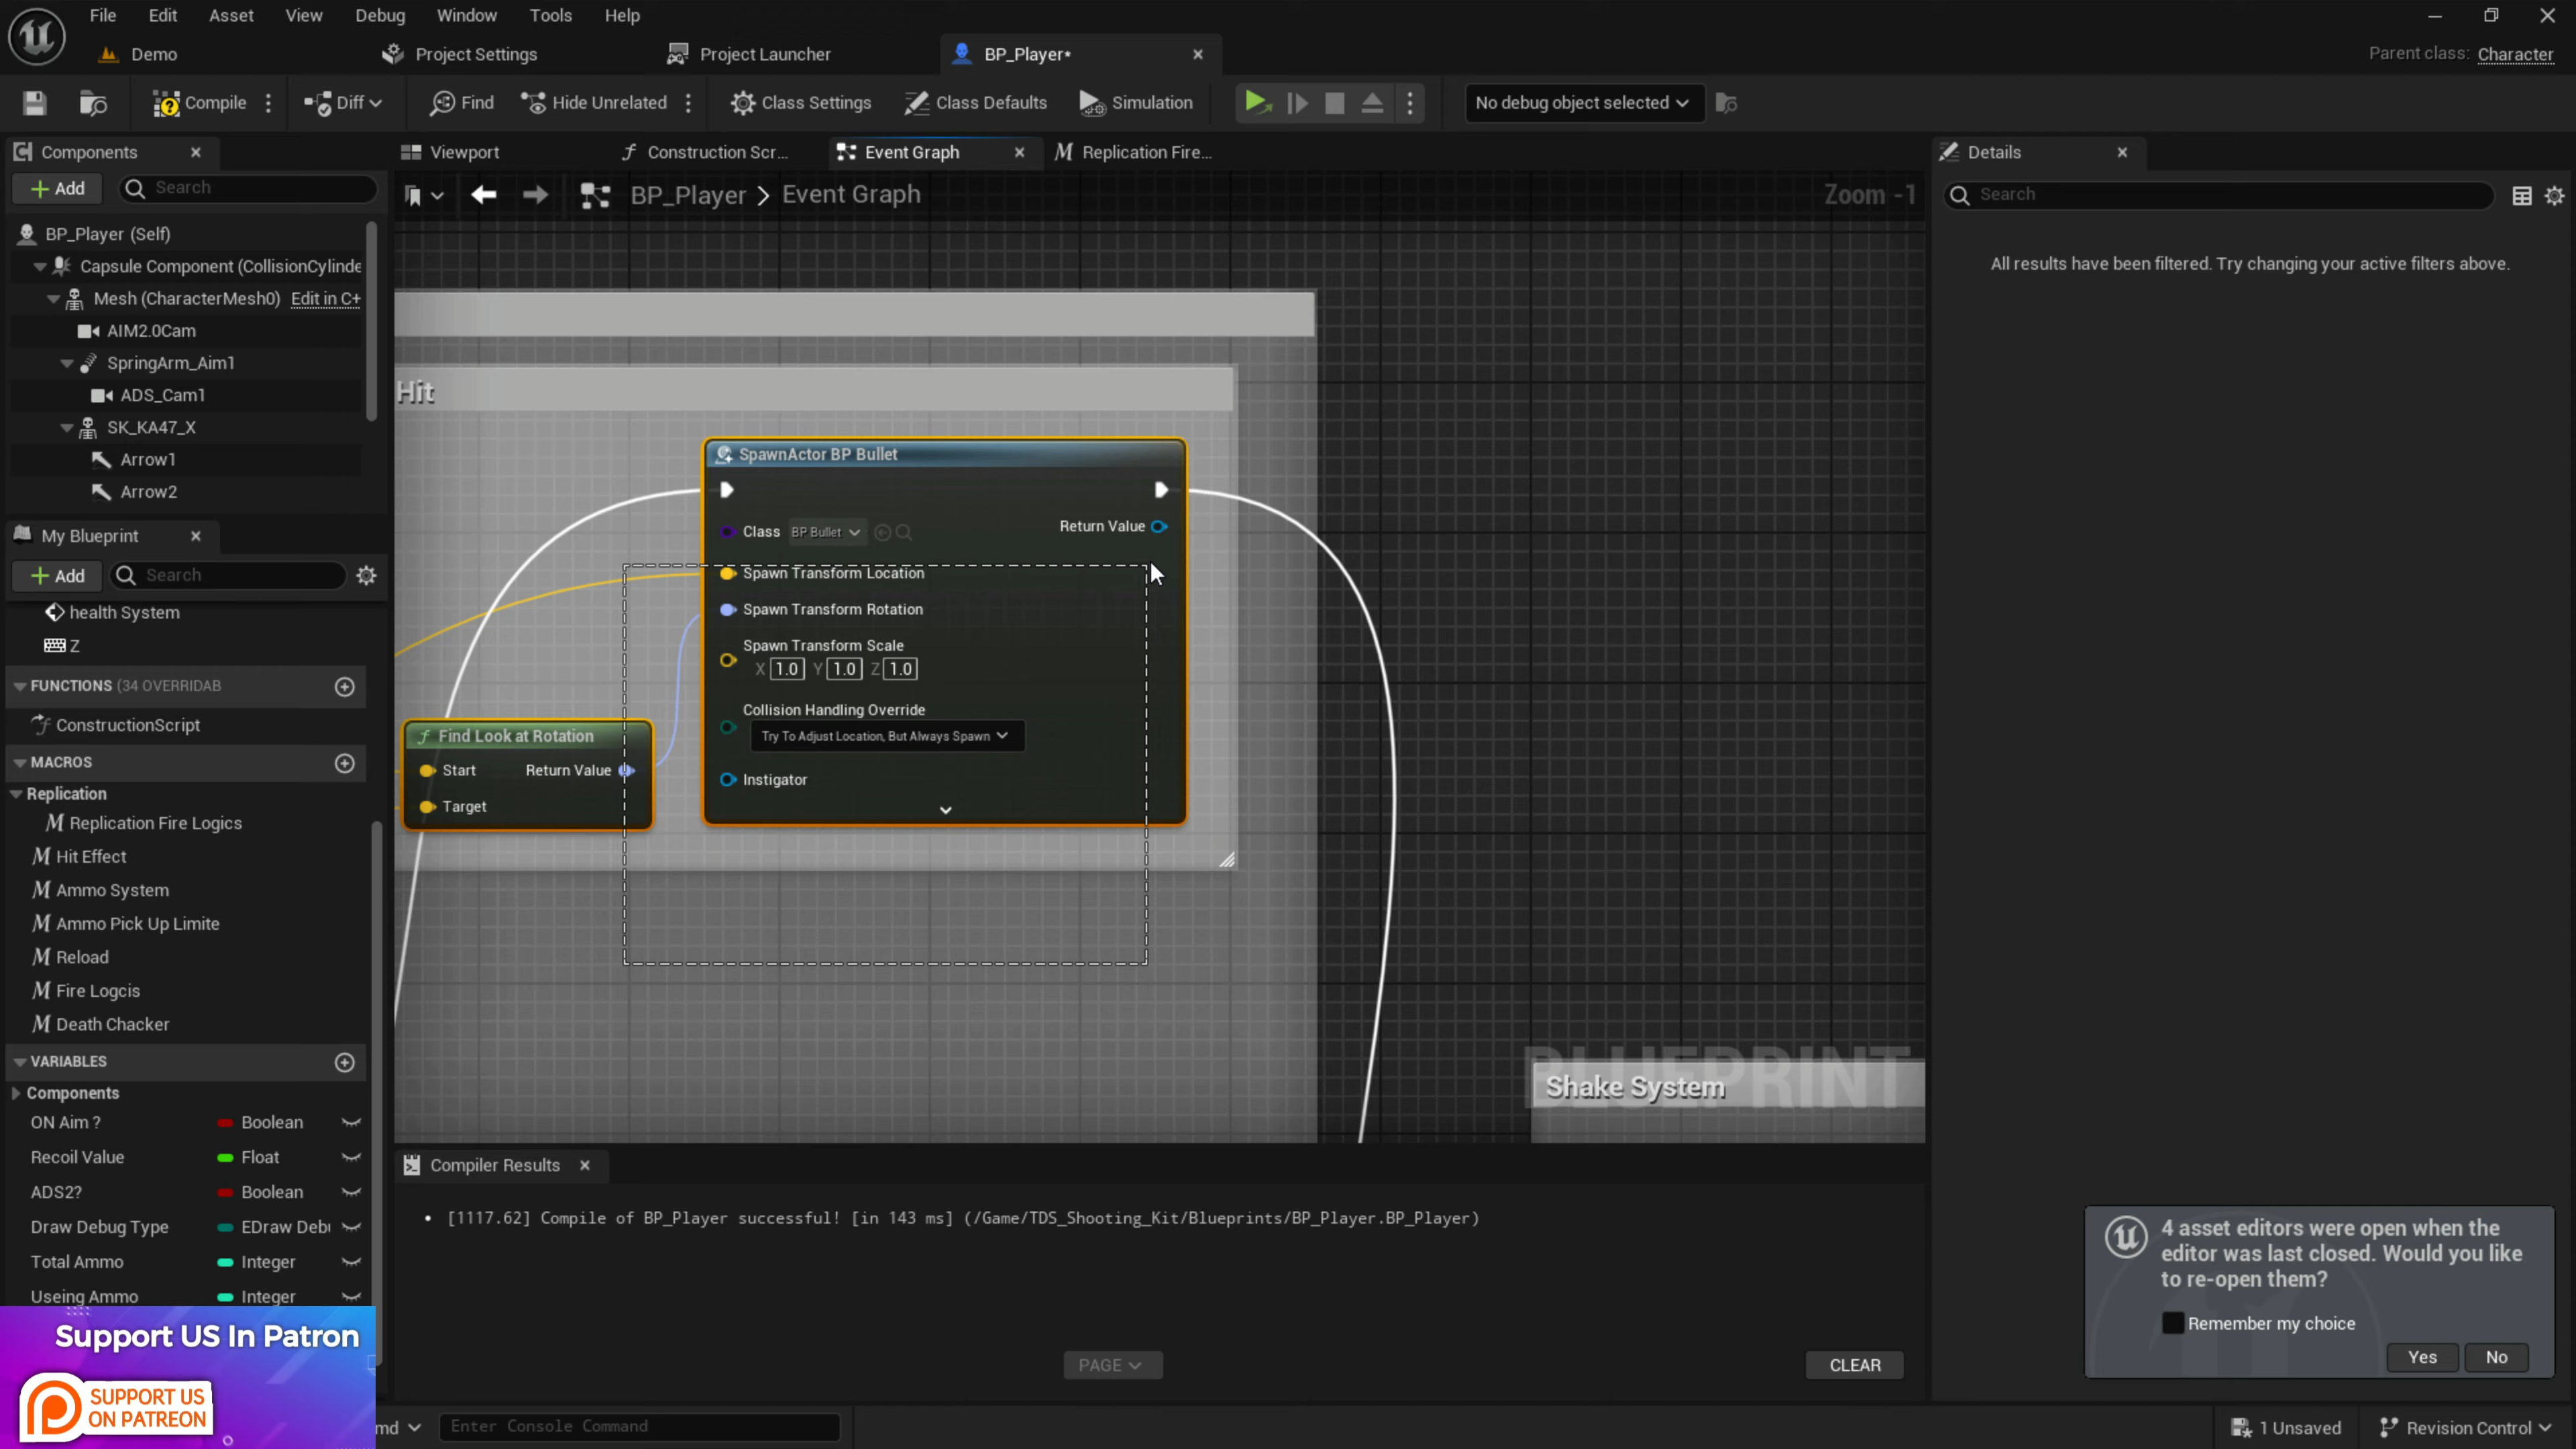 File Edit Asset View Debug Window Tools Help
Demo
Project Settings
Project Launcher
BP_Player*
Parent class: Character
Compile
Diff
Find
Hide Unrelated
Class Settings
Class Defaults
Simulation
No debug object selected
Components
Add
Search
BP_Player (Self)
Capsule Component (CollisionCylinde
Mesh (CharacterMesh0) Edit in C+
AIM2.0Cam
SpringArm_Aim1
ADS_Cam1
SK_KA47_X
Arrow1
Arrow2
My Blueprint
Add
Search
health System
Z
FUNCTIONS (34 OVERRIDAB
ConstructionScript
MACROS
Replication
Replication Fire Logics
Hit Effect
Ammo System
Ammo Pick Up Limite
Reload
Fire Logcis
Death Chacker
VARIABLES
Components
ON Aim ? Boolean
Recoil Value Float
ADS2? Boolean
Draw Debug Type EDraw Deb
Total Ammo Integer
Useing Ammo Integer
Support US In Patron
SUPPORT US
ON PATREON
Viewport
Construction Scr...
Event Graph
Replication Fire...
BP_Player > Event Graph
Zoom -1
Hit
SpawnActor BP Bullet
Class BP Bullet
Return Value
Spawn Transform Location
Spawn Transform Rotation
Spawn Transform Scale
X 1.0 Y 1.0 Z 1.0
Collision Handling Override
Try To Adjust Location, But Always Spawn
Instigator
Find Look at Rotation
Start Return Value
Target
BLUEPRINT
Shake System
Compiler Results
• [1117.62] Compile of BP_Player successful! [in 143 ms] (/Game/TDS_Shooting_Kit/Blueprints/BP_Player.BP_Player)
PAGE
CLEAR
md
Enter Console Command
Details
Search
All results have been filtered. Try changing your active filters above.
4 asset editors were open when the
editor was last closed. Would you like
to re-open them?
Remember my choice
Yes No
1 Unsaved
Revision Control